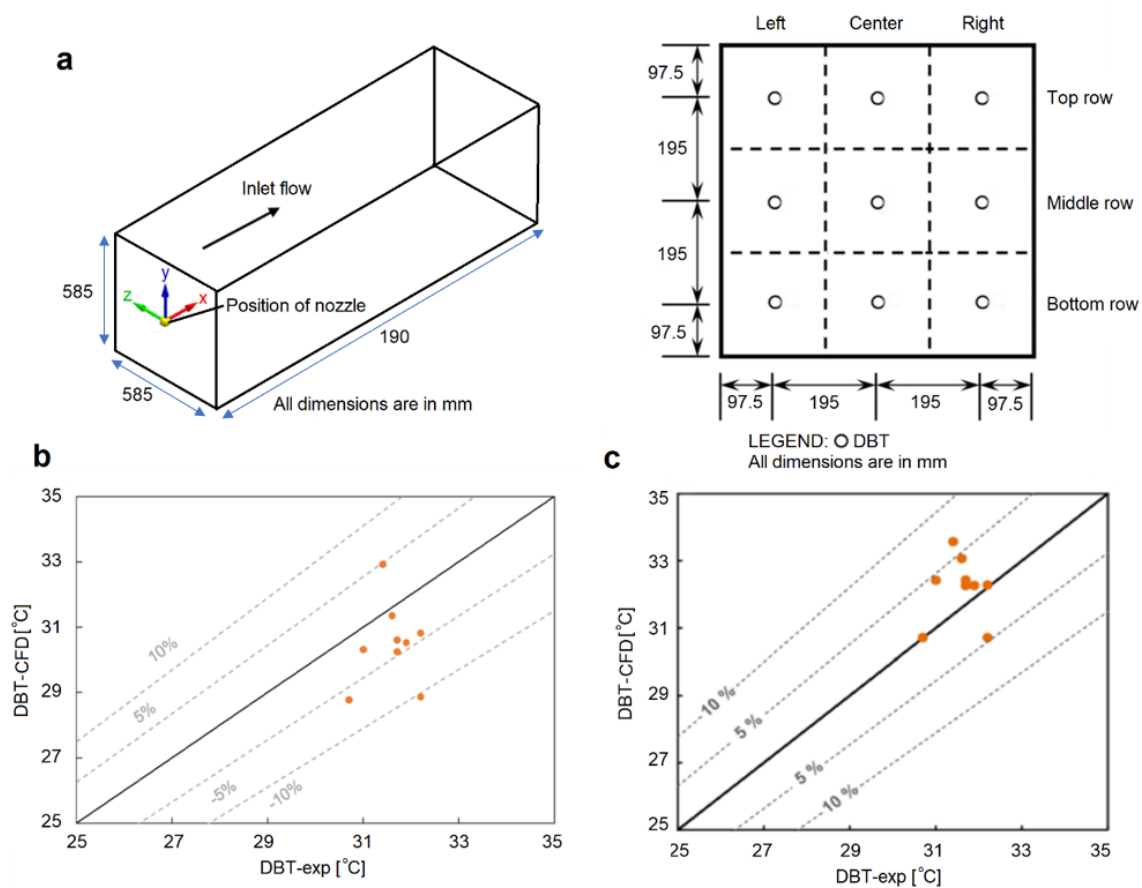 a
Inlet flow
y
z
x
Position of nozzle
585
585
190
All dimensions are in mm
Left Center Right
97.5
195
195
97.5
Top row
Middle row
Bottom row
97.5 195 195 97.5
LEGEND: O DBT
All dimensions are in mm
b
35
33
31
29
27
25
DBT-CFD [°C]
10%
5%
-5%
-10%
25 27 29 31 33 35
DBT-exp [°C]
c
35
33
31
29
27
25
DBT-CFD [°C]
10 %
5 %
5 %
10 %
25 27 29 31 33 35
DBT-exp [°C]